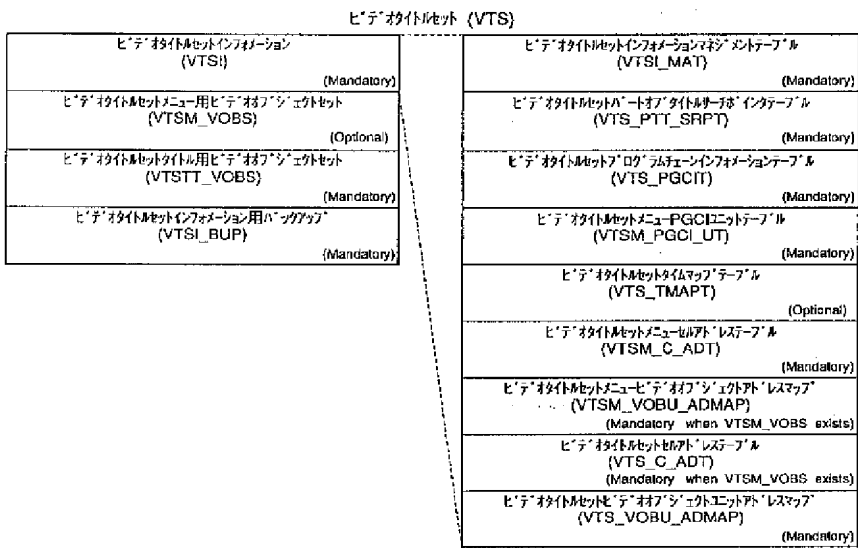 ﾋﾞﾃﾞｵﾀｲﾄﾙｾｯﾄ (VTS)
ﾋﾞﾃﾞｵﾀｲﾄﾙｾｯﾄｲﾝﾌｫﾒｰｼｮﾝ
(VTSI)
(Mandatory)
ﾋﾞﾃﾞｵﾀｲﾄﾙｾｯﾄﾒﾆｭｰ用ﾋﾞﾃﾞｵｵﾌﾞｼﾞｪｸﾄｾｯﾄ
(VTSM_VOBS)
(Optional)
ﾋﾞﾃﾞｵﾀｲﾄﾙｾｯﾄﾀｲﾄﾙ用ﾋﾞﾃﾞｵｵﾌﾞｼﾞｪｸﾄｾｯﾄ
(VTSTT_VOBS)
(Mandatory)
ﾋﾞﾃﾞｵﾀｲﾄﾙｾｯﾄｲﾝﾌｫﾒｰｼｮﾝ用ﾊﾞｯｸｱｯﾌﾟ
(VTSI_BUP)
(Mandatory)
ﾋﾞﾃﾞｵﾀｲﾄﾙｾｯﾄｲﾝﾌｫﾒｰｼｮﾝﾏﾈｼﾞﾒﾝﾄﾃｰﾌﾞﾙ
(VTSI_MAT)
(Mandatory)
ﾋﾞﾃﾞｵﾀｲﾄﾙｾｯﾄﾊﾟｰﾄｵﾌﾞﾀｲﾄﾙｻｰﾁﾎﾟｲﾝﾀﾃｰﾌﾞﾙ
(VTS_PTT_SRPT)
(Mandatory)
ﾋﾞﾃﾞｵﾀｲﾄﾙｾｯﾄﾌﾟﾛｸﾞﾗﾑﾁｪｰﾝｲﾝﾌｫﾒｰｼｮﾝﾃｰﾌﾞﾙ
(VTS_PGCIT)
(Mandatory)
ﾋﾞﾃﾞｵﾀｲﾄﾙｾｯﾄﾒﾆｭｰPGCIﾕﾆｯﾄﾃｰﾌﾞﾙ
(VTSM_PGCI_UT)
(Mandatory)
ﾋﾞﾃﾞｵﾀｲﾄﾙｾｯﾄﾀｲﾑﾏｯﾌﾟﾃｰﾌﾞﾙ
(VTS_TMAPT)
(Optional)
ﾋﾞﾃﾞｵﾀｲﾄﾙｾｯﾄﾒﾆｭｰｾﾙｱﾄﾞﾚｽﾃｰﾌﾞﾙ
(VTSM_C_ADT)
(Mandatory)
ﾋﾞﾃﾞｵﾀｲﾄﾙｾｯﾄﾒﾆｭｰﾋﾞﾃﾞｵｵﾌﾞｼﾞｪｸﾄｱﾄﾞﾚｽﾏｯﾌﾟ
(VTSM_VOBU_ADMAP)
(Mandatory when VTSM_VOBS exists)
ﾋﾞﾃﾞｵﾀｲﾄﾙｾｯﾄｾﾙｱﾄﾞﾚｽﾃｰﾌﾞﾙ
(VTS_C_ADT)
(Mandatory when VTSM_VOBS exists)
ﾋﾞﾃﾞｵﾀｲﾄﾙｾｯﾄﾋﾞﾃﾞｵｵﾌﾞｼﾞｪｸﾄﾕﾆｯﾄｱﾄﾞﾚｽﾏｯﾌﾟ
(VTS_VOBU_ADMAP)
(Mandatory)